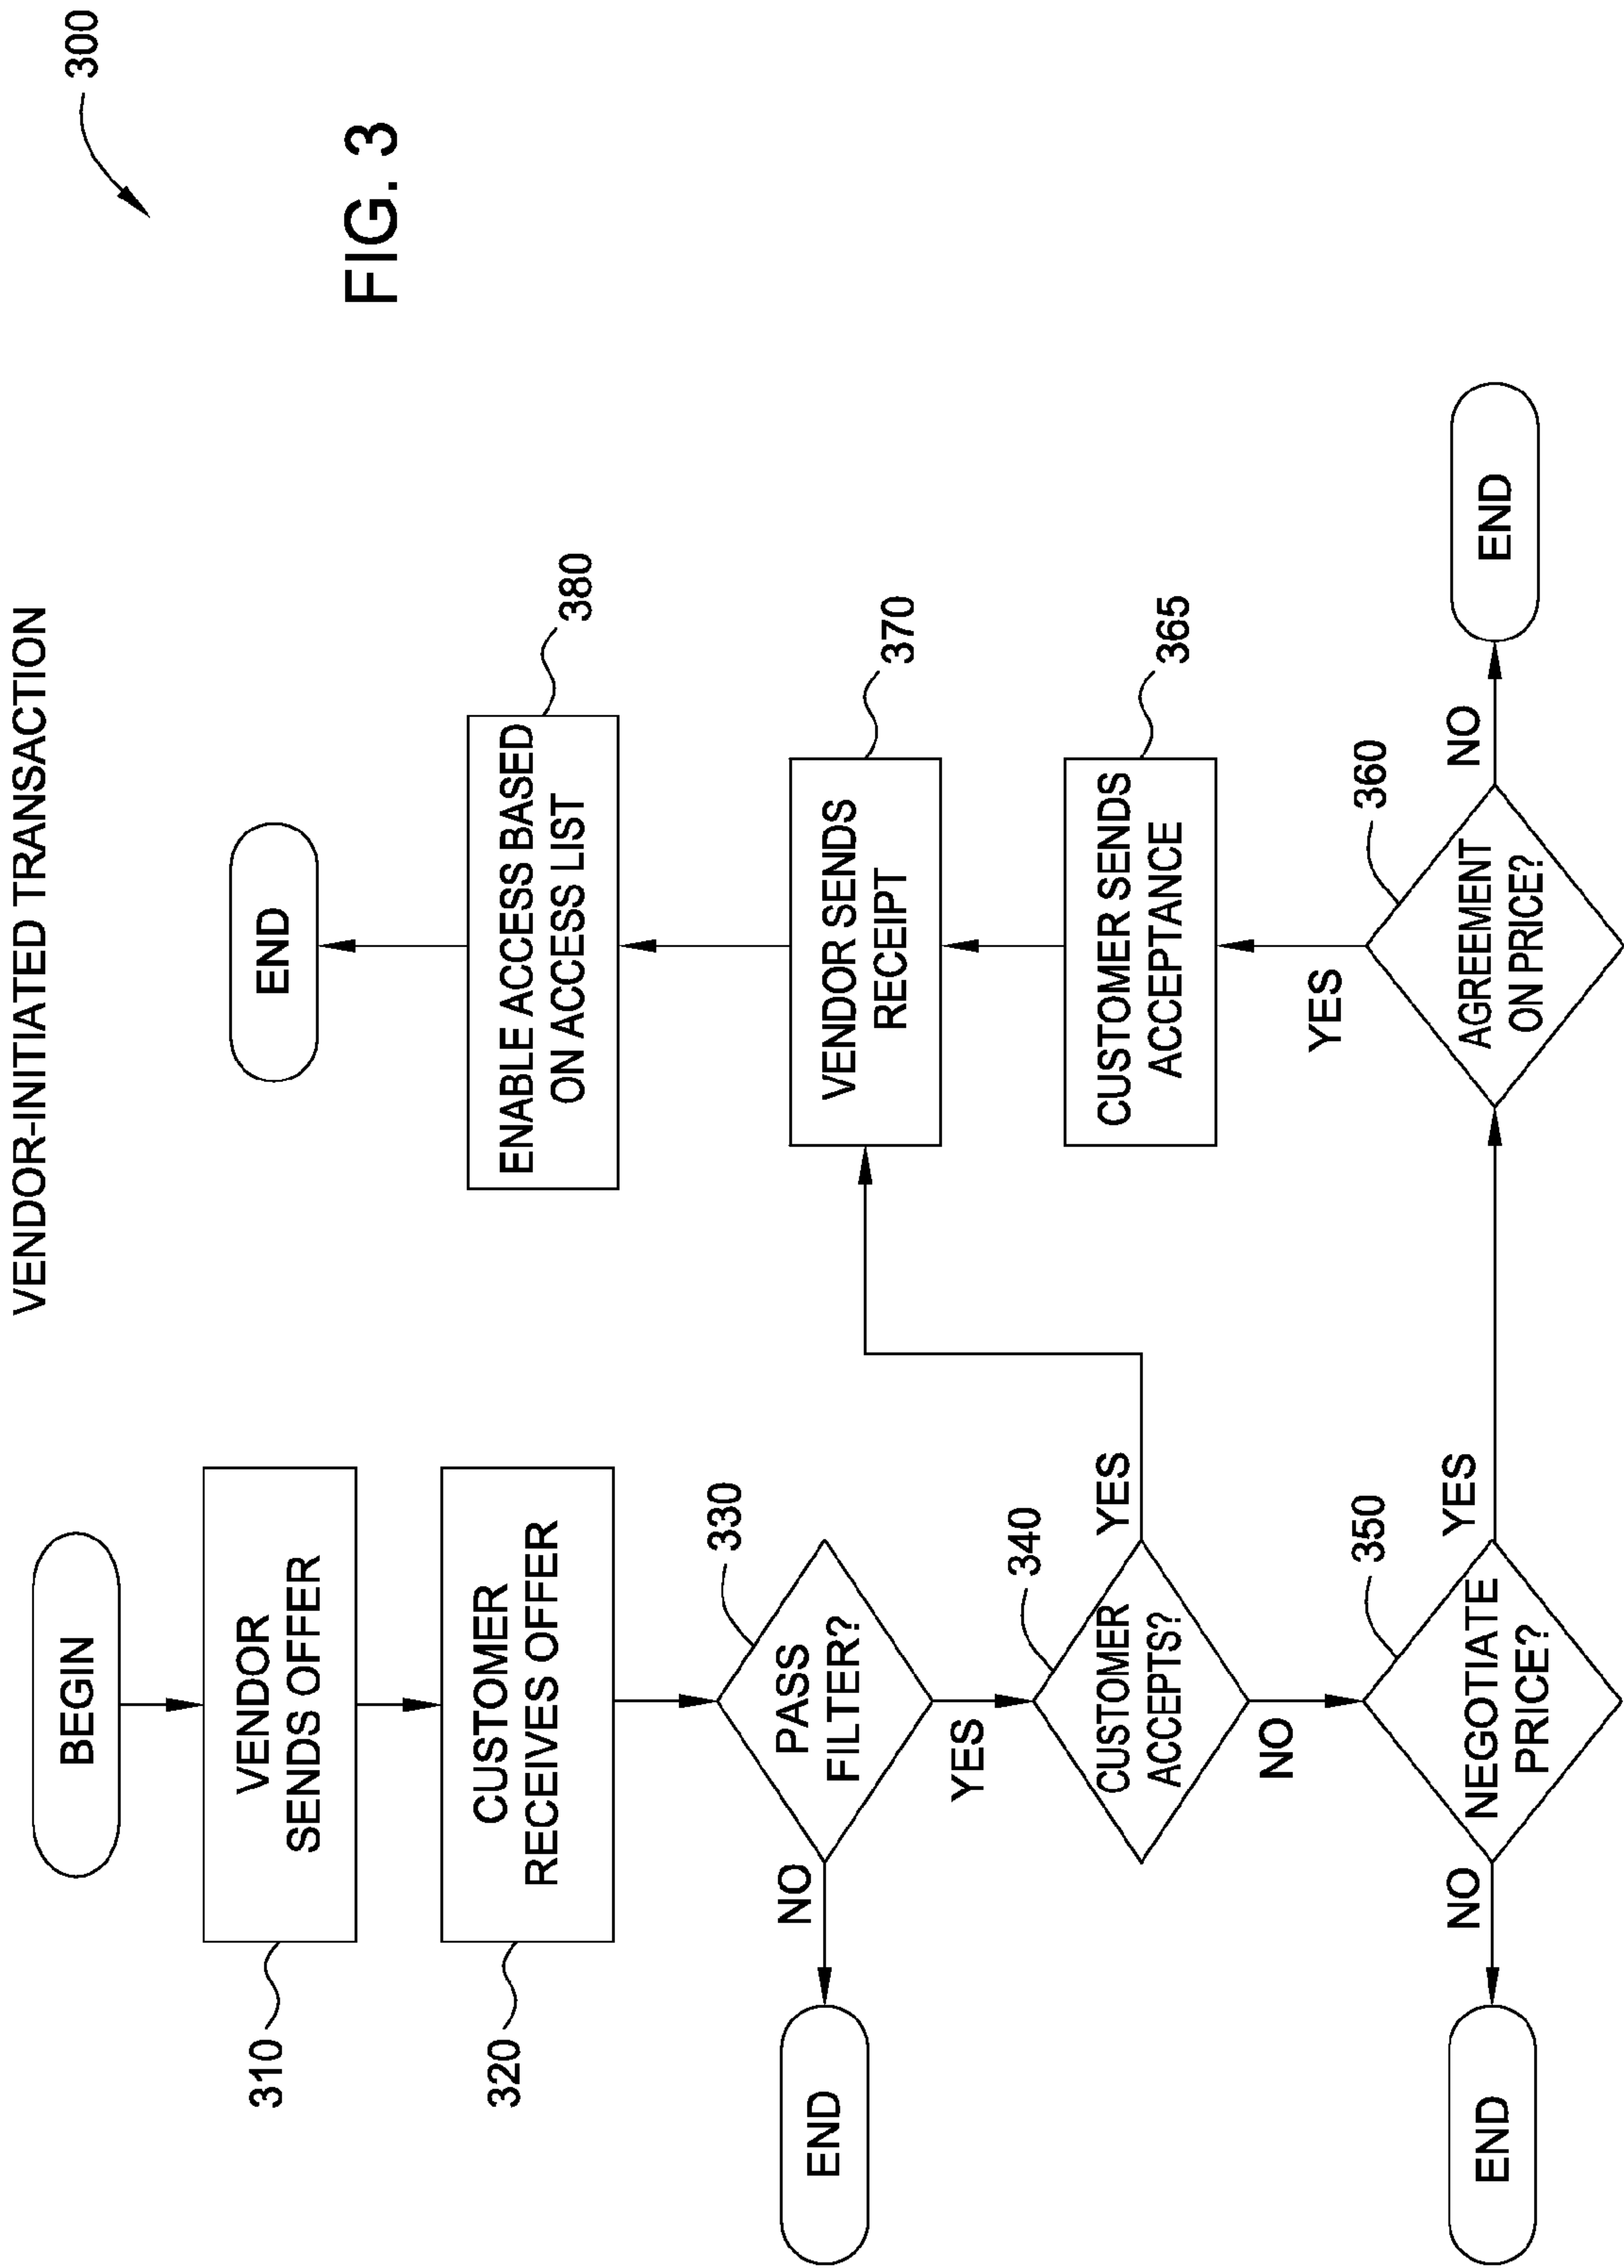 VENDOR-INITIATED TRANSACTION
300
FIG. 3
BEGIN
310
VENDOR
SENDS OFFER
320
CUSTOMER
RECEIVES OFFER
330
PASS
FILTER?
NO
END
YES
340
CUSTOMER
ACCEPTS?
YES
NO
350
NEGOTIATE
PRICE?
NO
END
YES
360
AGREEMENT
ON PRICE?
NO
END
YES
365
CUSTOMER SENDS
ACCEPTANCE
370
VENDOR SENDS
RECEIPT
380
ENABLE ACCESS BASED
ON ACCESS LIST
END